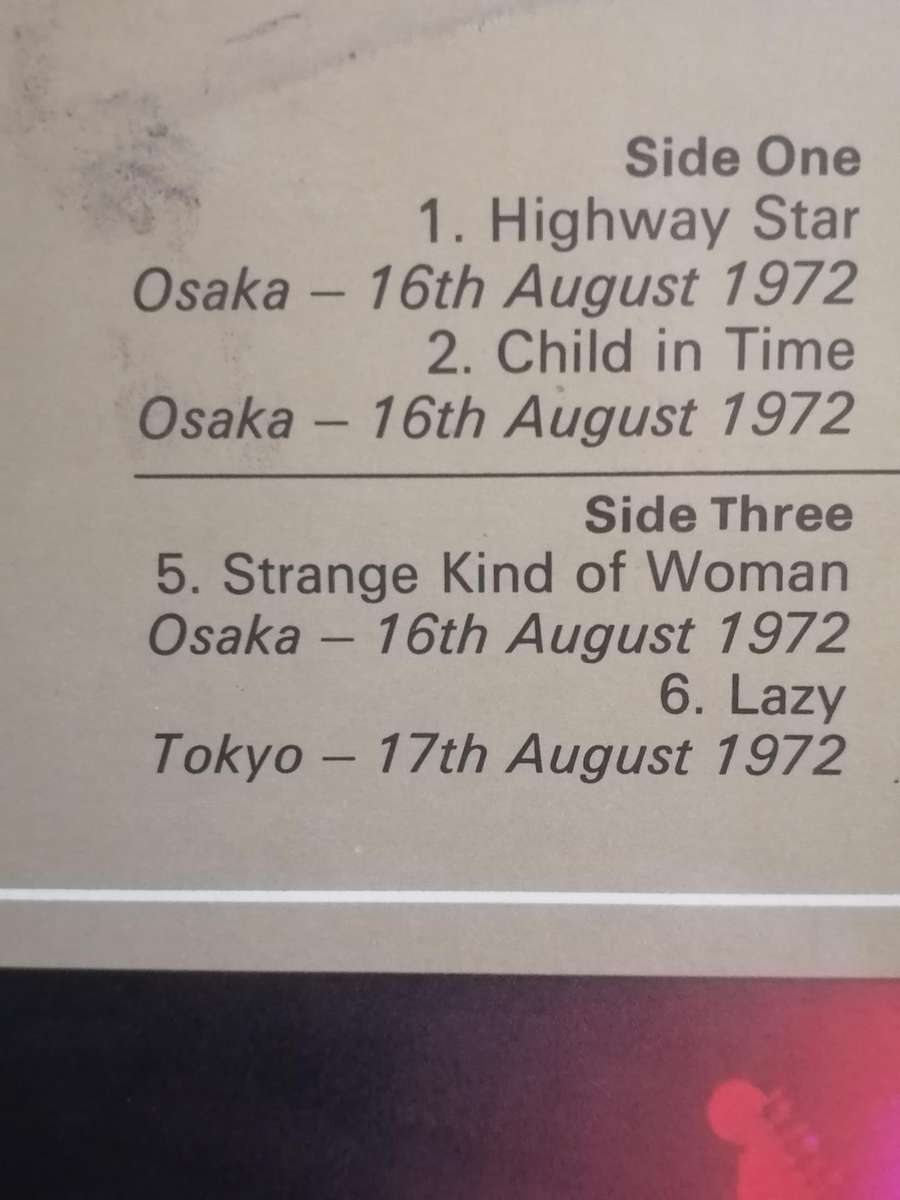 Side One
1. Highway Star
Osaka – 16th August 1972
2. Child in Time
Osaka – 16th August 1972
Side Three
5. Strange Kind of Woman
Osaka – 16th August 1972
6. Lazy
Tokyo – 17th August 1972